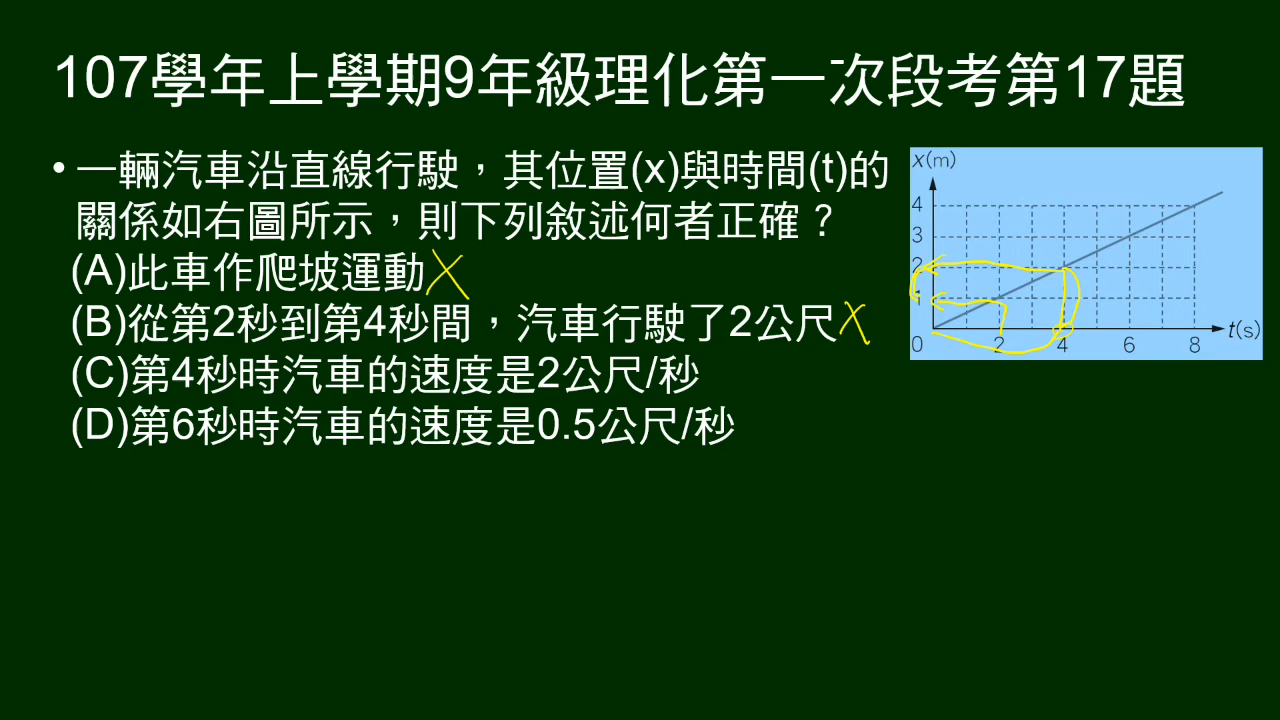 107學年上學期9年級理化第一次段考第17題
• 一輛汽車沿直線行駛，其位置(x)與時間(t)的
關係如右圖所示，則下列敘述何者正確？
(A)此車作爬坡運動X
(B)從第2秒到第4秒間，汽車行駛了2公尺X
(C)第4秒時汽車的速度是2公尺/秒
(D)第6秒時汽車的速度是0.5公尺/秒
x(m)
4
3
2
1
0 2 4 6 8 t(s)